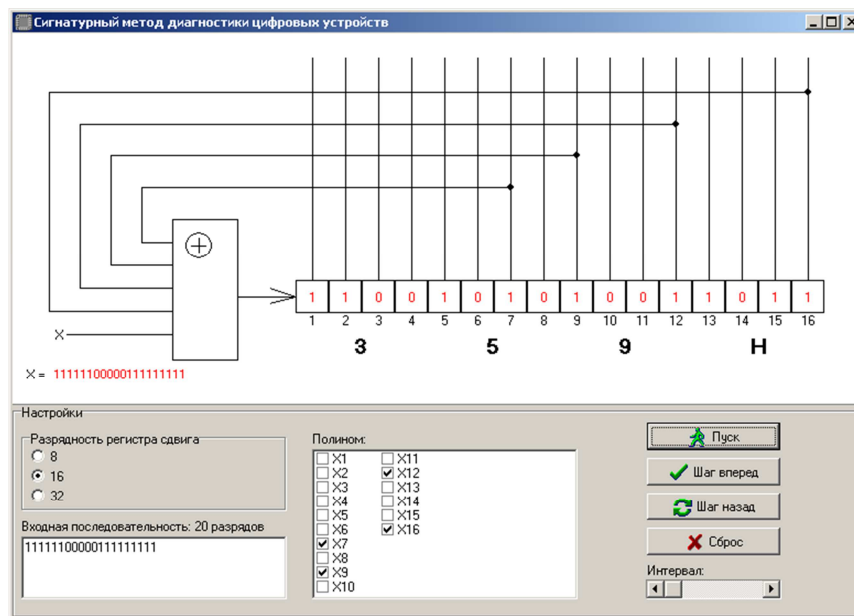 Сигнатурный метод диагностики цифровых устройств
1 1 0 0 1 0 1 0 1 0 0 1 1 0 1 1
1 2 3 4 5 6 7 8 9 10 11 12 13 14 15 16
X
3 5 9 H
X = 11111100000111111111
Настройки
Разрядность регистра сдвига
8
16
32
Входная последовательность: 20 разрядов
11111100000111111111
Полином:
X1
X2
X3
X4
X5
X6
X7
X8
X9
X10
X11
X12
X13
X14
X15
X16
Пуск
Шаг вперед
Шаг назад
Сброс
Интервал: